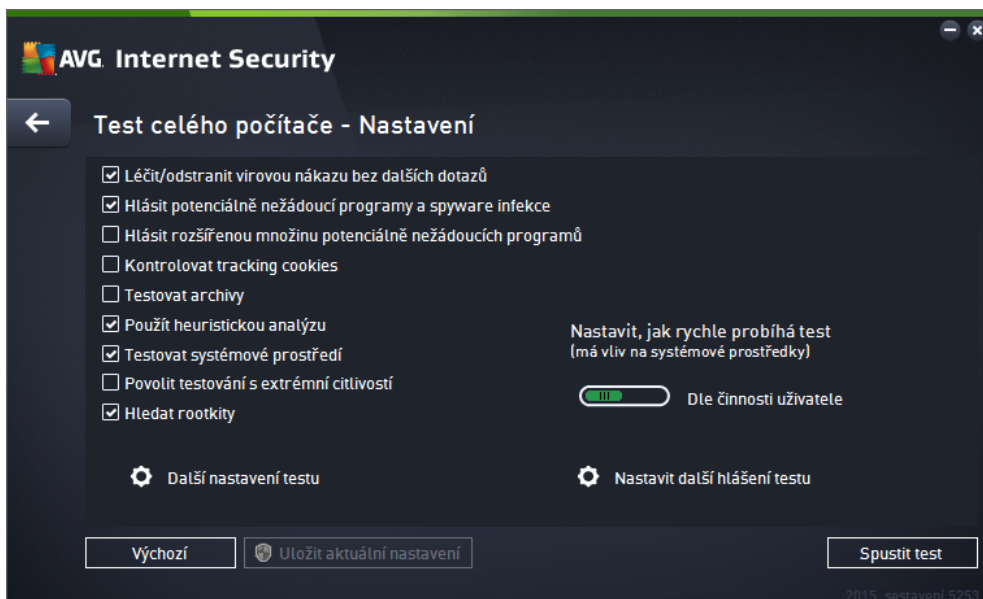 AVG. Internet Security
Test celého počítače - Nastavení
Léčit/odstranit virovou nákazu bez dalších dotazů
Hlásit potenciálně nežádoucí programy a spyware infekce
Hlásit rozšířenou množinu potenciálně nežádoucích programů
Kontrolovat tracking cookies
Testovat archivy
Použít heuristickou analýzu
Testovat systémové prostředí
Povolit testování s extrémní citlivostí
Hledat rootkity
Nastavit, jak rychle probíhá test
(má vliv na systémové prostředky)
Dle činnosti uživatele
Další nastavení testu
Nastavit další hlášení testu
Výchozí
Uložit aktuální nastavení
Spustit test
2015, sestavení 5253